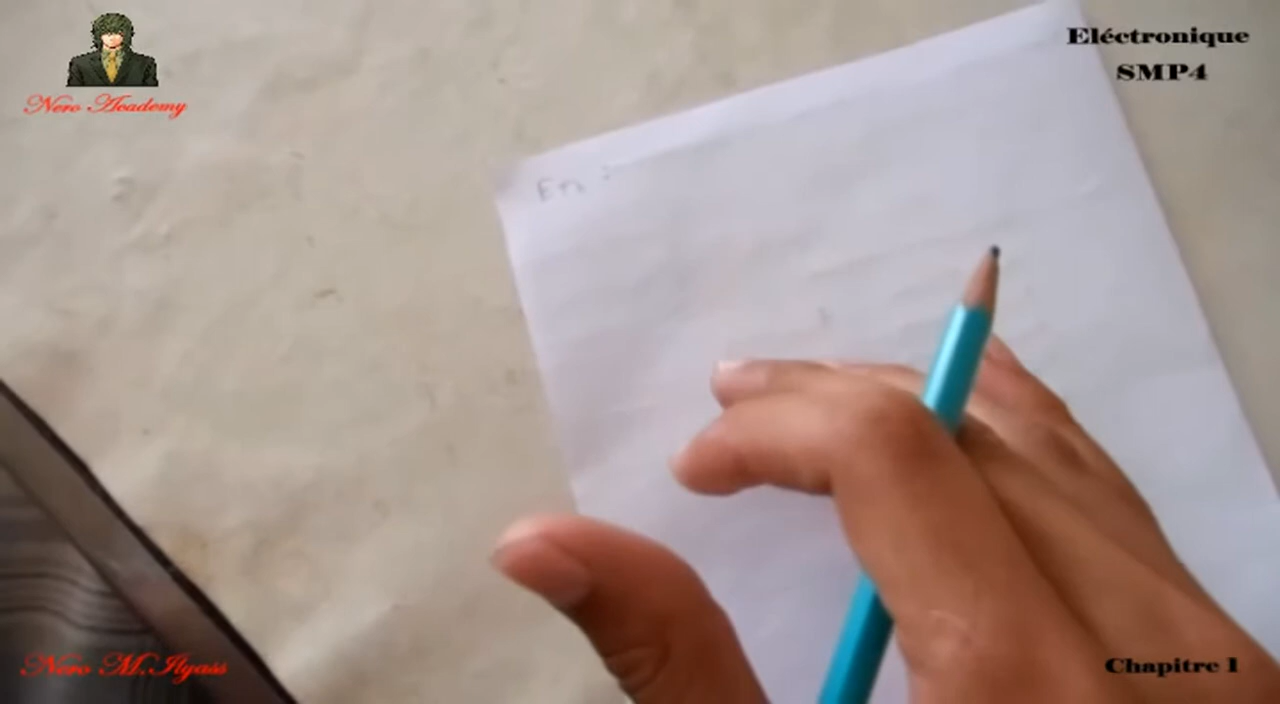 Nero Academy
Eléctronique
SMP4
En :
Nero M.Ilyass
Chapitre 1